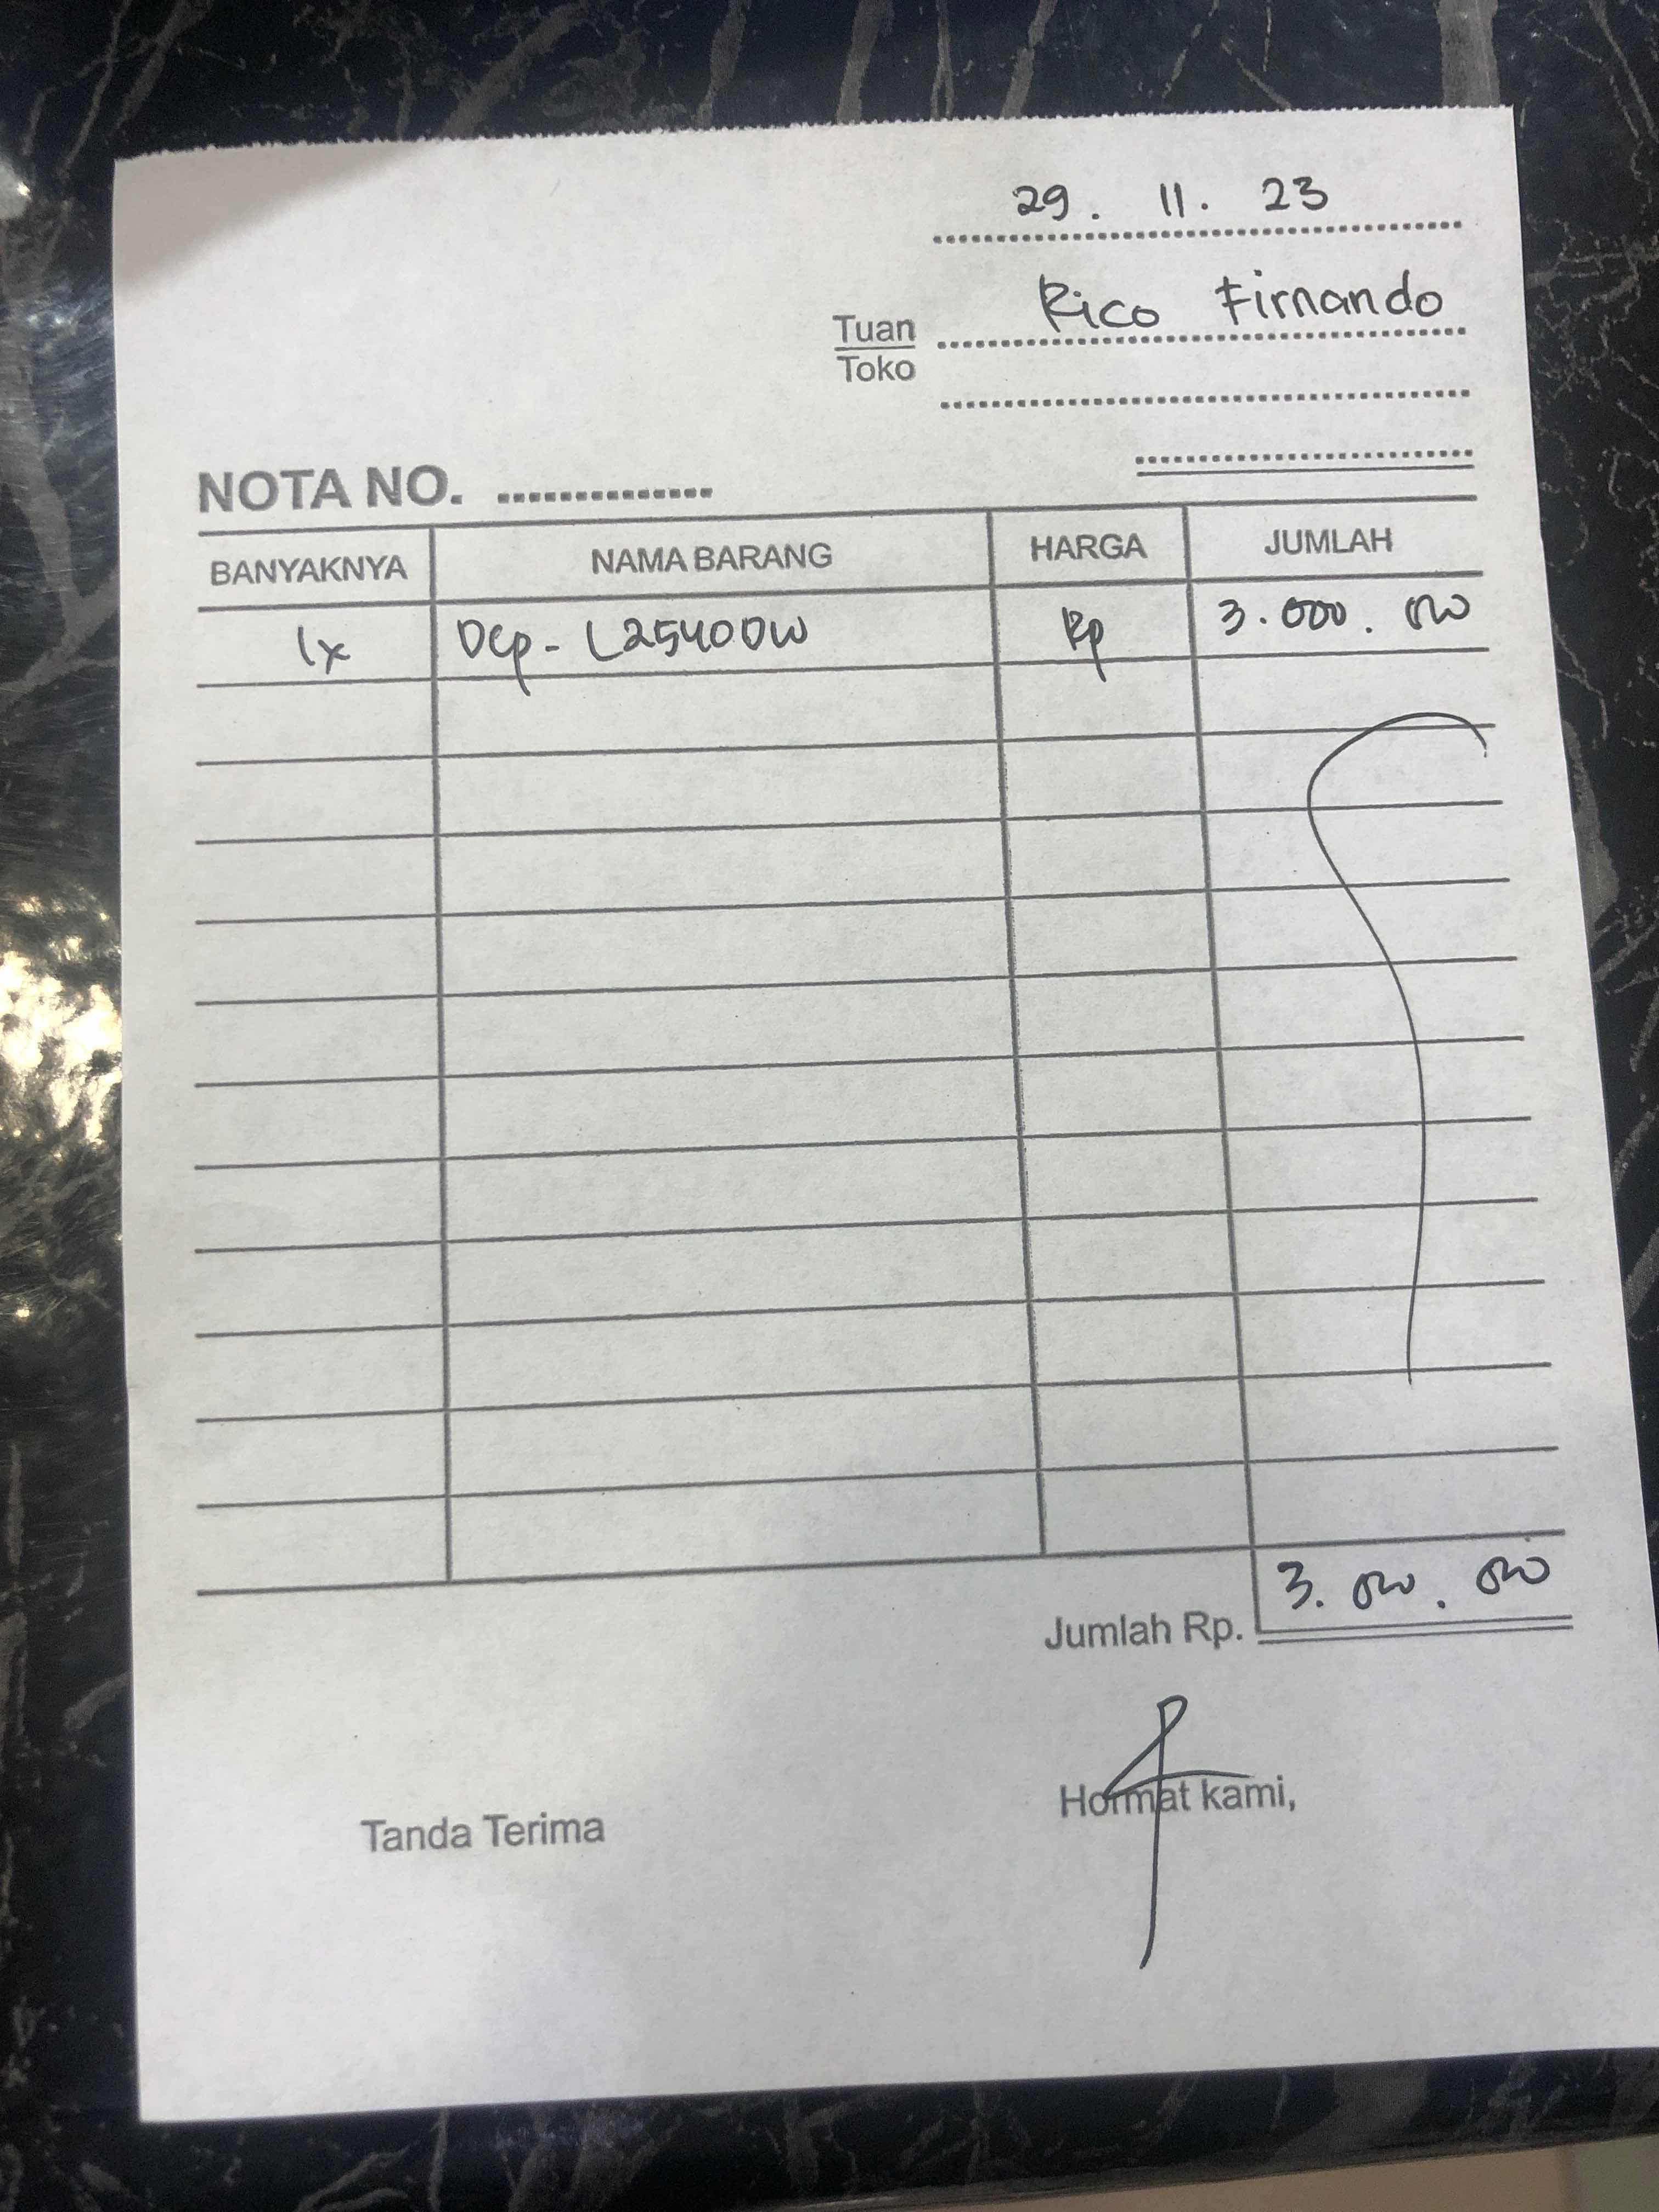 29. 11. 23
Tuan Rico Firnando
Toko
NOTA NO.
BANYAKNYA NAMA BARANG HARGA JUMLAH
1x Dcp- L2540DW Rp 3.000.000
Jumlah Rp. 3.000.000
Tanda Terima Hormat kami,